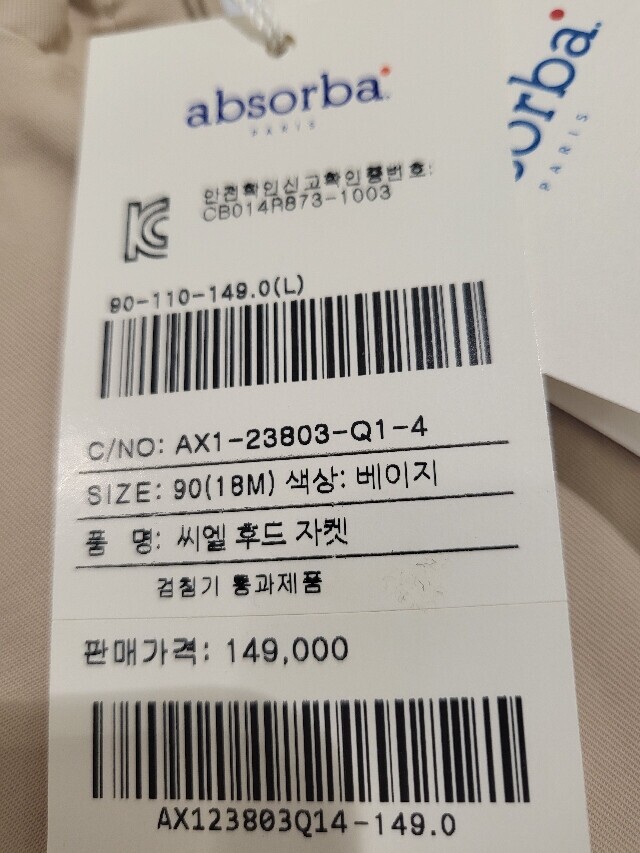 absorba
PARIS
안전확인신고확인증번호:
CB014R873-1003
90-110-149.0(L)
C/NO: AX1-23803-Q1-4
SIZE: 90(18M) 색상: 베이지
품 명: 씨엘 후드 자켓
검침기 통과제품
판매가격: 149,000
AX123803Q14-149.0
orba
PARIS